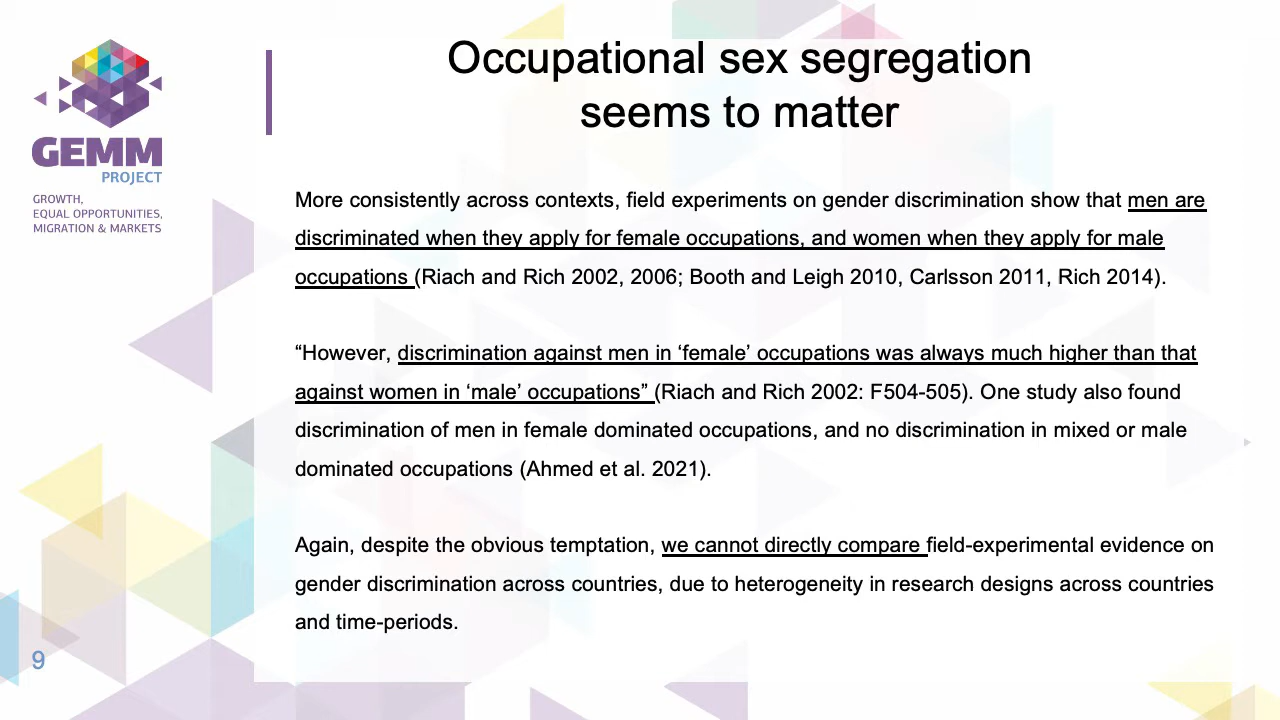 Occupational sex segregation
seems to matter
GEMM
PROJECT
GROWTH,
EQUAL OPPORTUNITIES,
MIGRATION & MARKETS
More consistently across contexts, field experiments on gender discrimination show that men are
discriminated when they apply for female occupations, and women when they apply for male
occupations (Riach and Rich 2002, 2006; Booth and Leigh 2010, Carlsson 2011, Rich 2014).
“However, discrimination against men in ‘female’ occupations was always much higher than that
against women in ‘male’ occupations” (Riach and Rich 2002: F504-505). One study also found
discrimination of men in female dominated occupations, and no discrimination in mixed or male
dominated occupations (Ahmed et al. 2021).
Again, despite the obvious temptation, we cannot directly compare field-experimental evidence on
gender discrimination across countries, due to heterogeneity in research designs across countries
and time-periods.
9